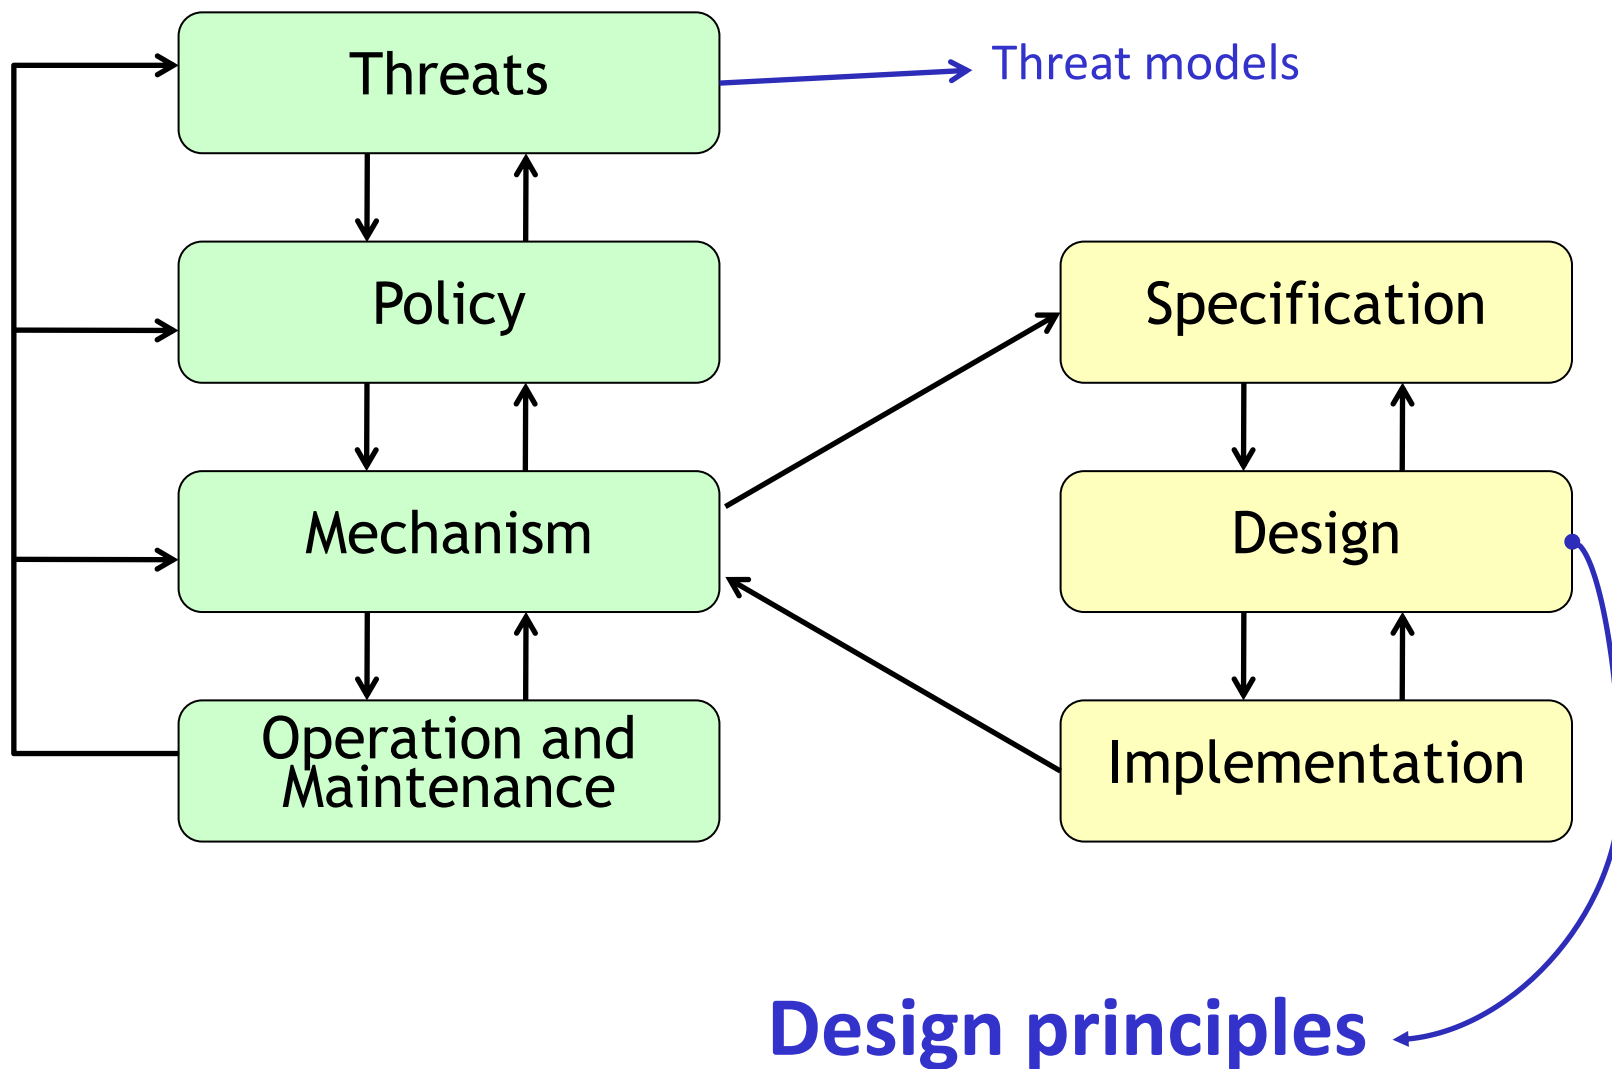 Threats
Threat models
Policy
Specification
Mechanism
Design
Operation and
Maintenance
Implementation
Design principles